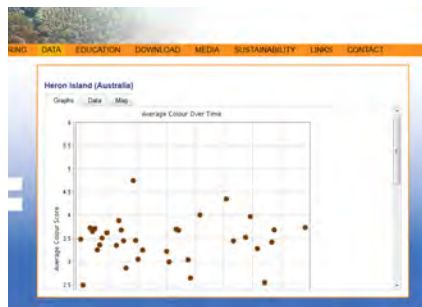 RING DATA EDUCATION DOWNLOAD MEDIA SUSTAINABILITY LINKS CONTACT
Heron Island (Australia)
Graphs Data Map
Average Colour Over Time
6
5.5
5
4.5
4
3.5
3
2.5
Average Colour Score